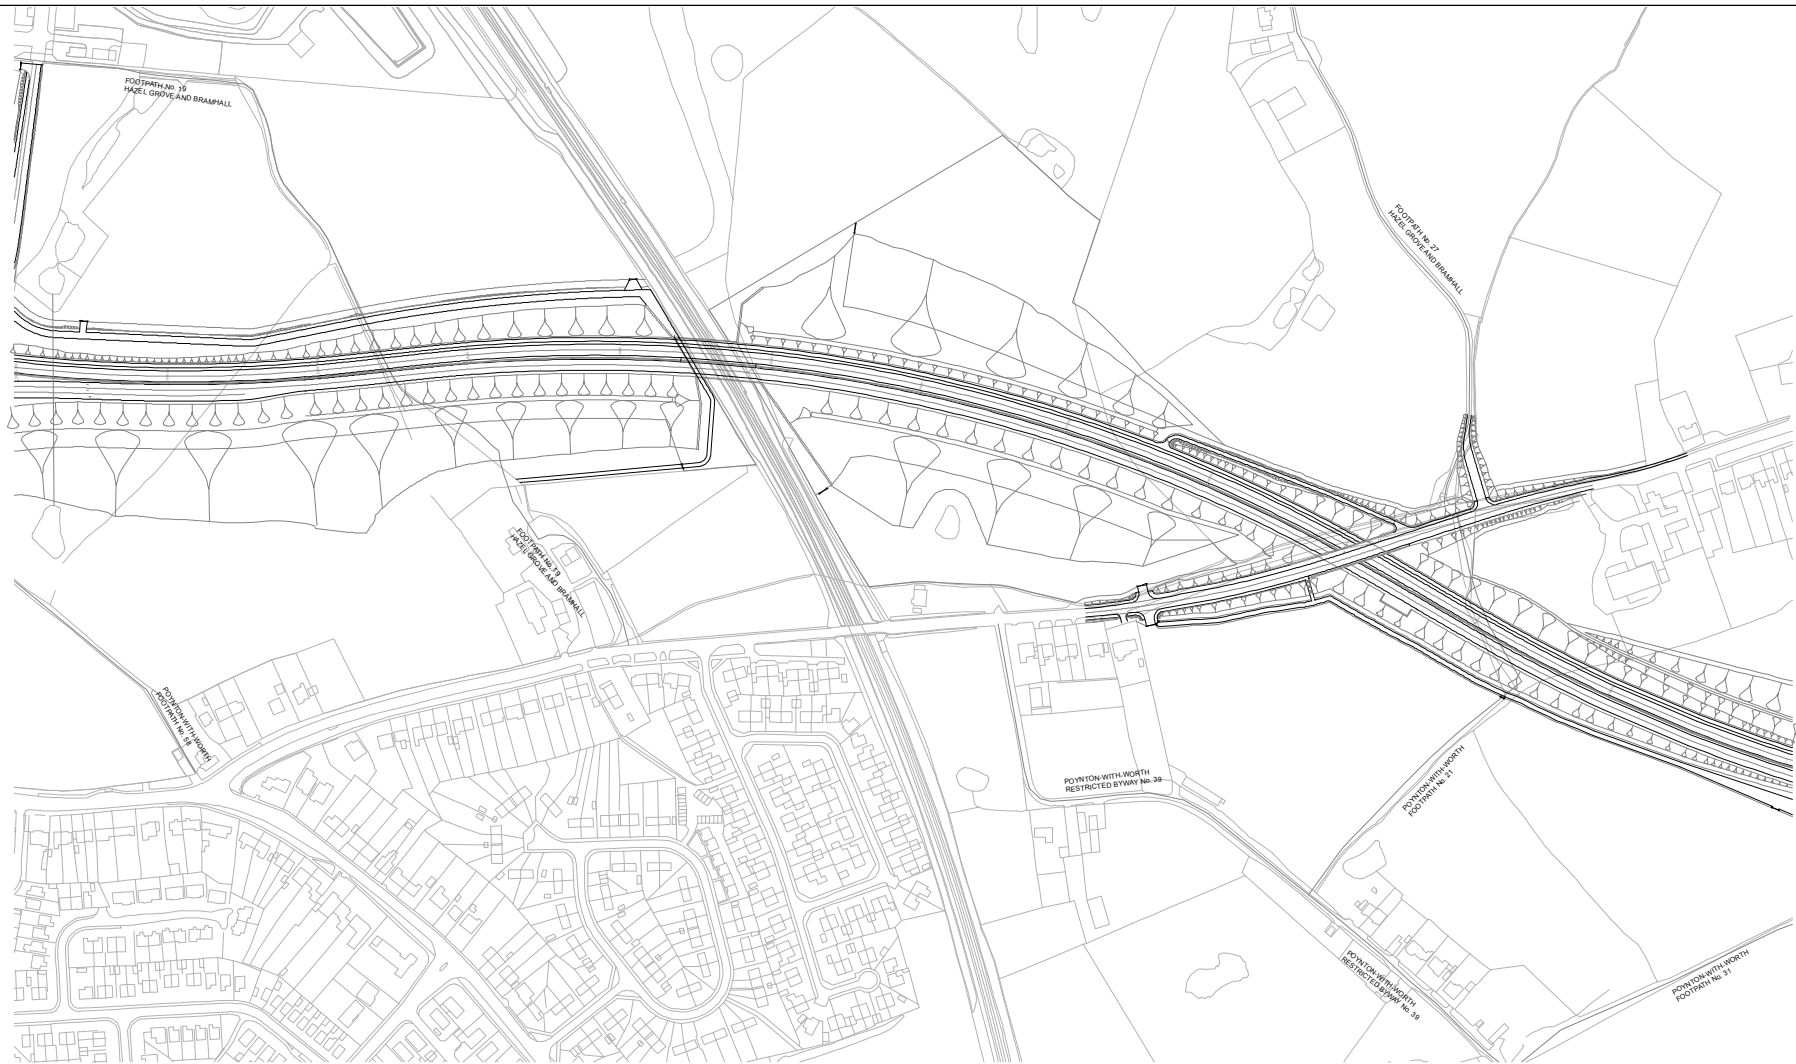 FOOTPATH No. 19
HAZEL GROVE AND BRAMHALL
FOOTPATH No. 27
HAZEL GROVE AND BRAMHALL
FOOTPATH No. 19
HAZEL GROVE AND BRAMHALL
POYNTON-WITH-WORTH
FOOTPATH No. 58
POYNTON-WITH-WORTH
RESTRICTED BYWAY No. 39
POYNTON-WITH-WORTH
FOOTPATH No. 21
POYNTON-WITH-WORTH
RESTRICTED BYWAY No. 39
POYNTON-WITH-WORTH
FOOTPATH No. 31